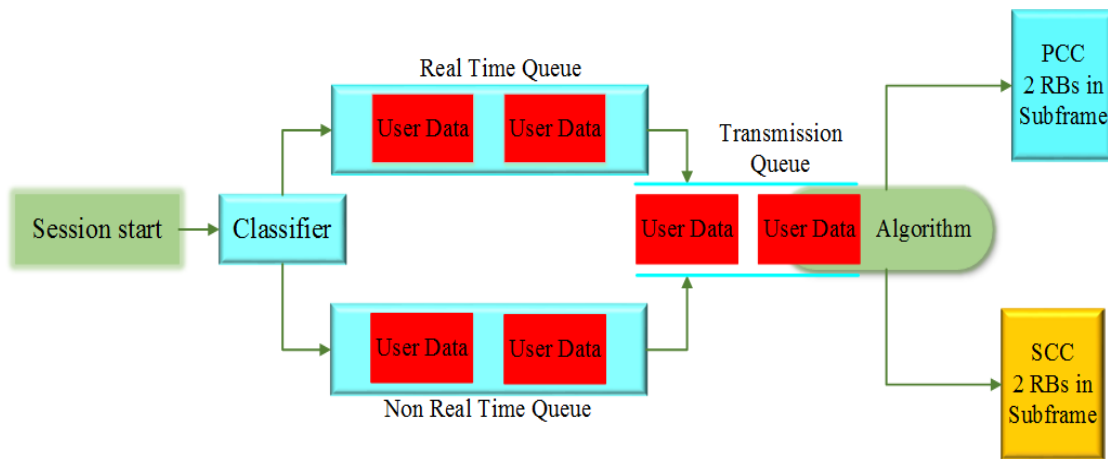 Session start
Classifier
Real Time Queue
User Data
User Data
User Data
User Data
Non Real Time Queue
Transmission
Queue
User Data
User Data
Algorithm
PCC
2 RBs in
Subframe
SCC
2 RBs in
Subframe